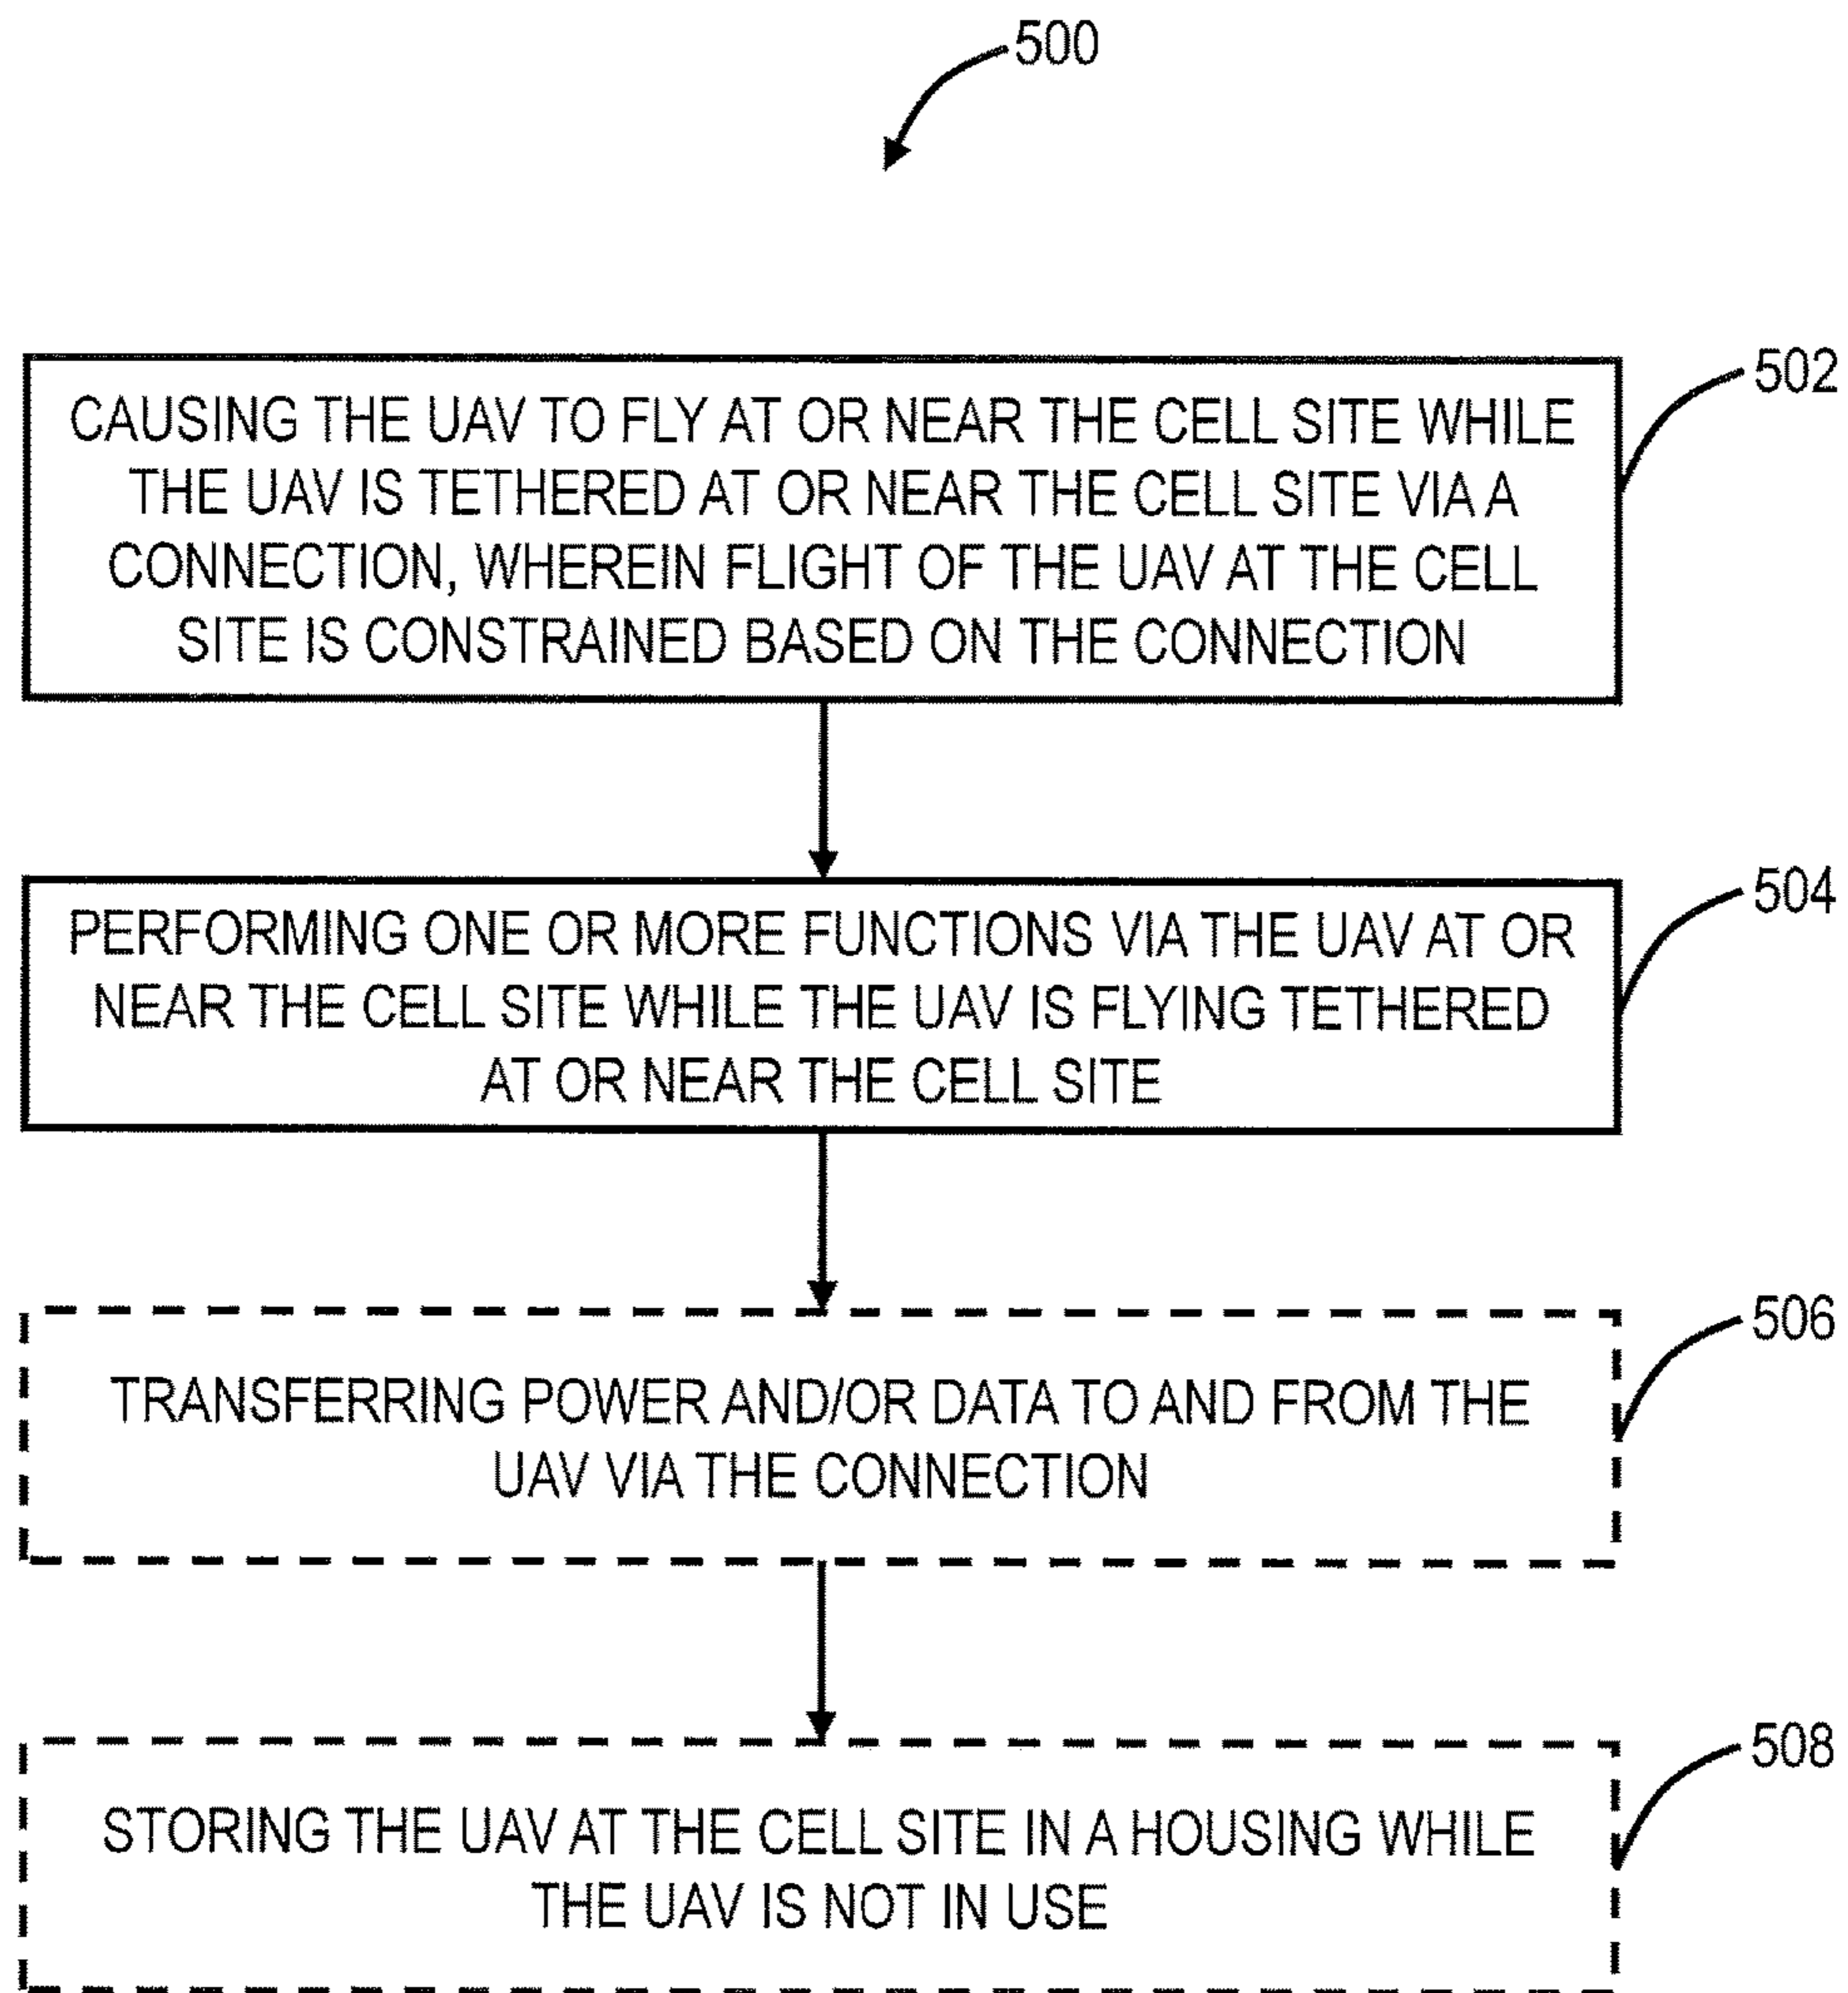 500
502
CAUSING THE UAV TO FLY AT OR NEAR THE CELL SITE WHILE
THE UAV IS TETHERED AT OR NEAR THE CELL SITE VIA A
CONNECTION, WHEREIN FLIGHT OF THE UAV AT THE CELL
SITE IS CONSTRAINED BASED ON THE CONNECTION
504
PERFORMING ONE OR MORE FUNCTIONS VIA THE UAV AT OR
NEAR THE CELL SITE WHILE THE UAV IS FLYING TETHERED
AT OR NEAR THE CELL SITE
506
TRANSFERRING POWER AND/OR DATA TO AND FROM THE
UAV VIA THE CONNECTION
508
STORING THE UAV AT THE CELL SITE IN A HOUSING WHILE
THE UAV IS NOT IN USE